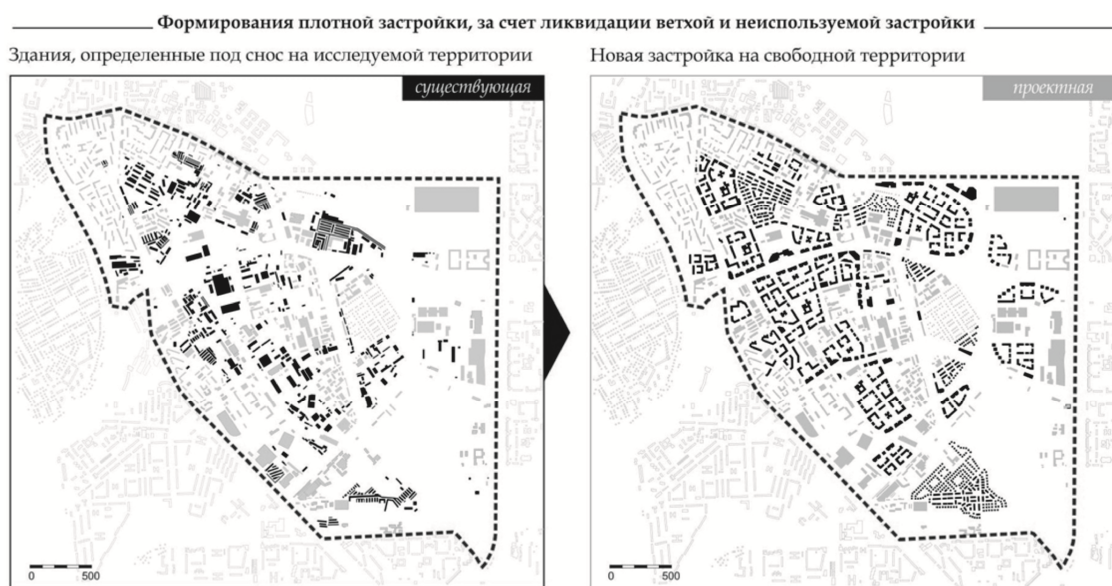 Формирования плотной застройки, за счет ликвидации ветхой и неиспользуемой застройки
Здания, определенные под снос на исследуемой территории
Новая застройка на свободной территории
существующая
проектная
0 500
0 500